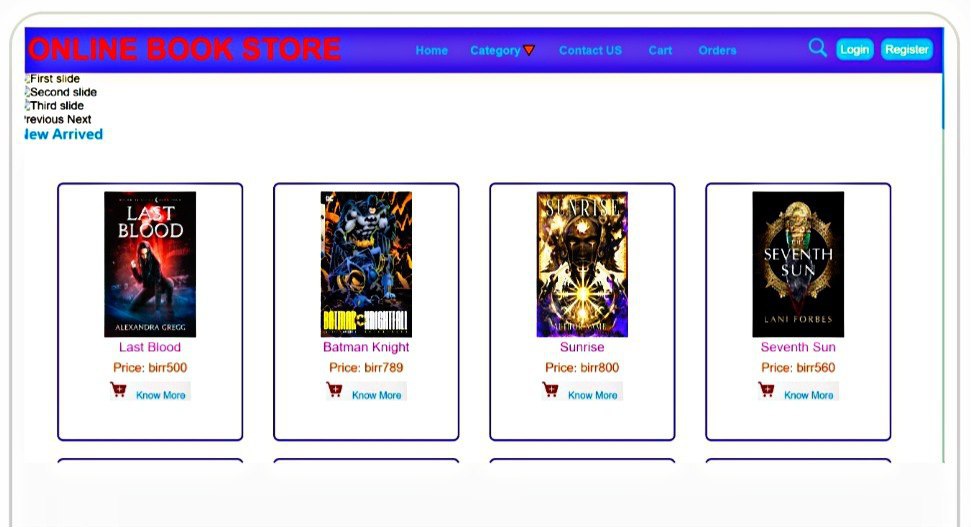 ONLINE BOOK STORE
Home Category Contact US Cart Orders Login Register
First slide
Second slide
Third slide
revious Next
lew Arrived
LAST BLOOD
ALEXANDRA GREGG
Last Blood
Price: birr500
Know More
BATMAN KNIGHTFALL
Batman Knight
Price: birr789
Know More
SUNRISE
AUTHOR NAME
Sunrise
Price: birr800
Know More
THE
SEVENTH
SUN
LANI FORBES
Seventh Sun
Price: birr560
Know More